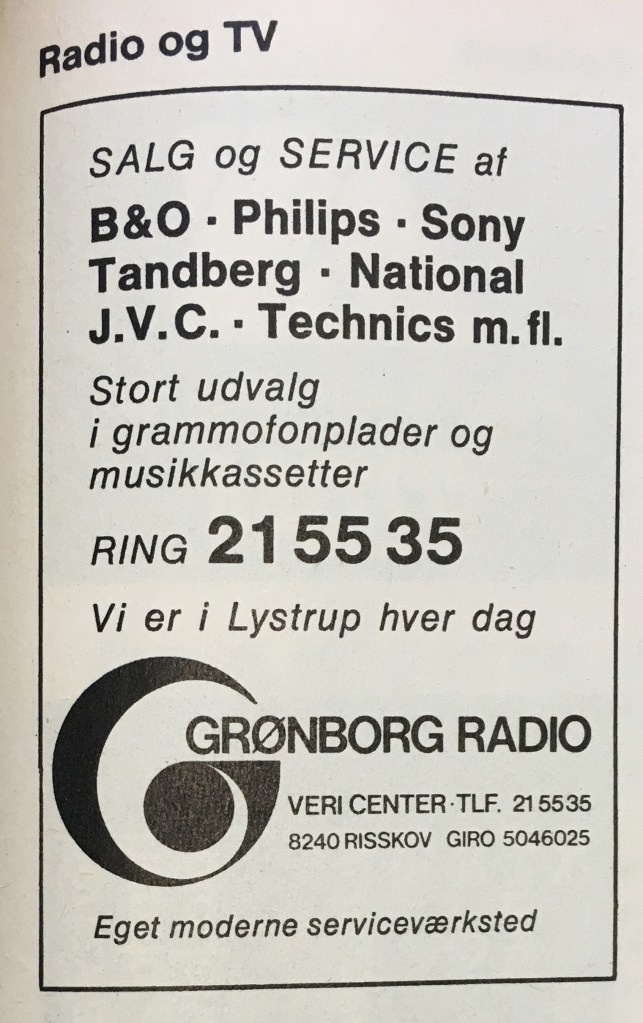 Radio og TV
SALG og SERVICE af
B&O · Philips · Sony
Tandberg · National
J.V.C. · Technics m.fl.
Stort udvalg
i grammofonplader og
musikkassetter
RING 21 55 35
Vi er i Lystrup hver dag
GRØNBORG RADIO
VERI CENTER · TLF. 21 55 35
8240 RISSKOV GIRO 5046025
Eget moderne serviceværksted